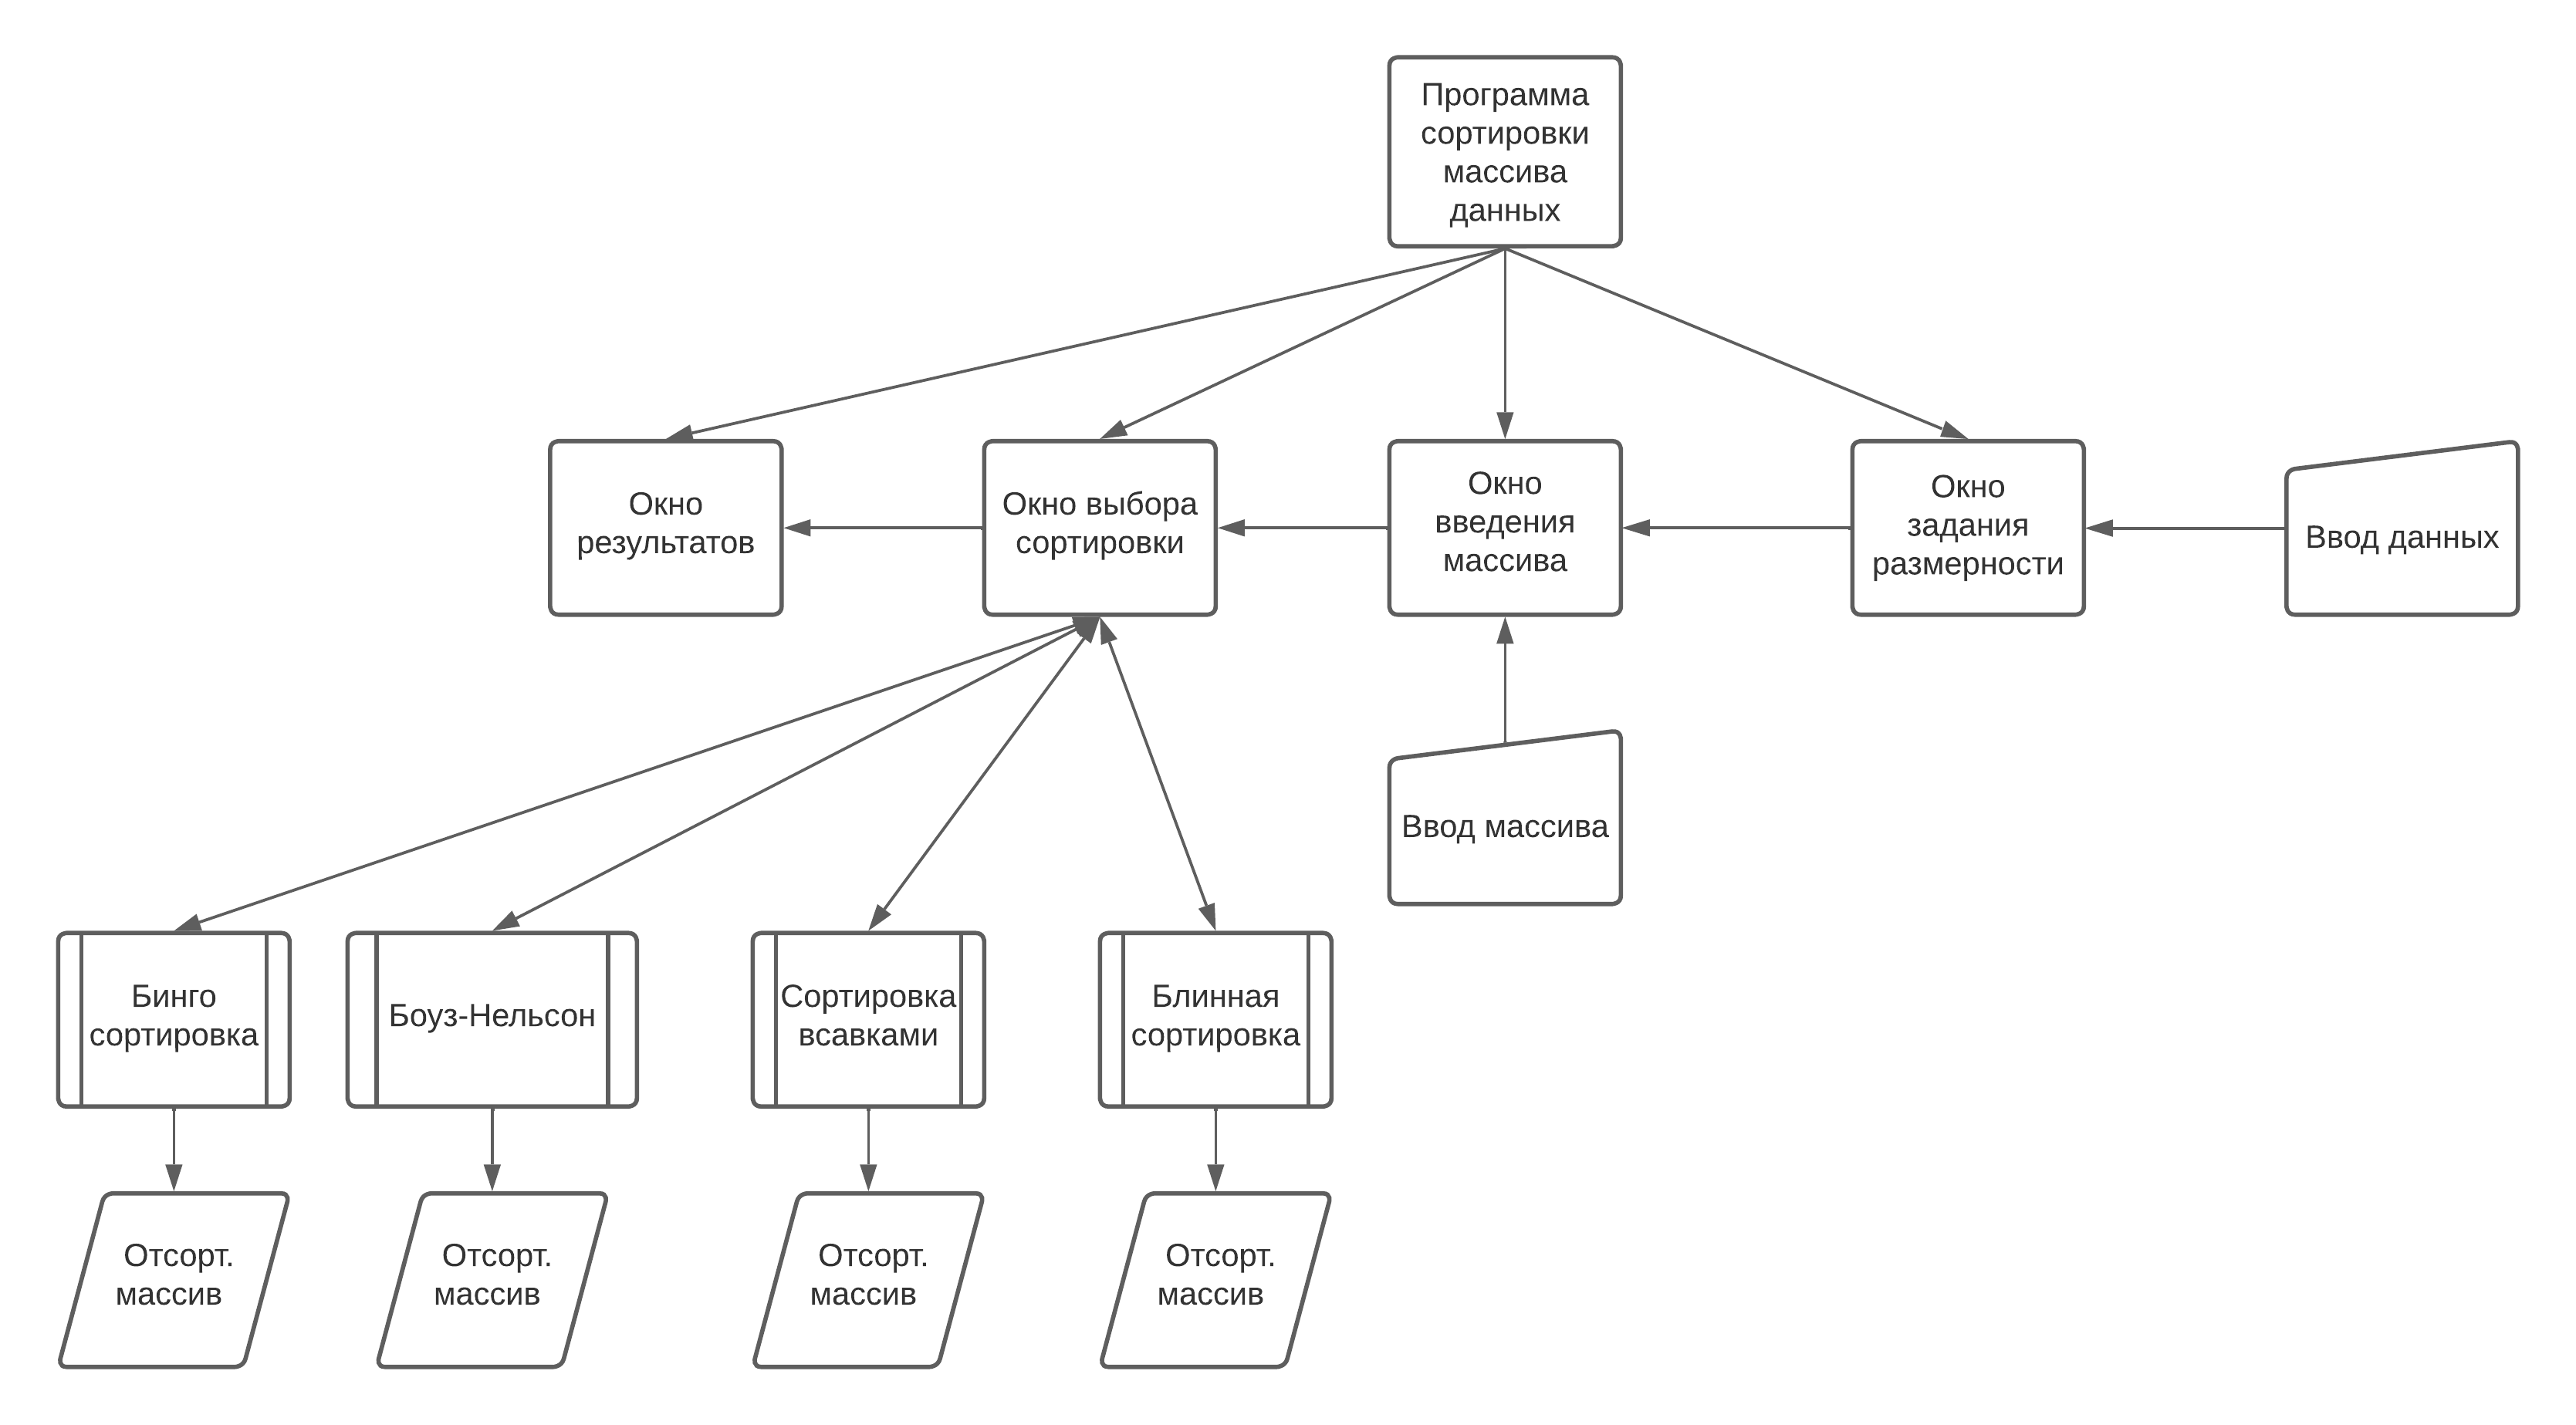 Программа
сортировки
массива
данных
Окно
результатов
Окно выбора
сортировки
Окно
введения
массива
Окно
задания
размерности
Ввод данных
Ввод массива
Бинго
сортировка
Боуз-Нельсон
Сортировка
всавками
Блинная
сортировка
Отсорт.
массив
Отсорт.
массив
Отсорт.
массив
Отсорт.
массив